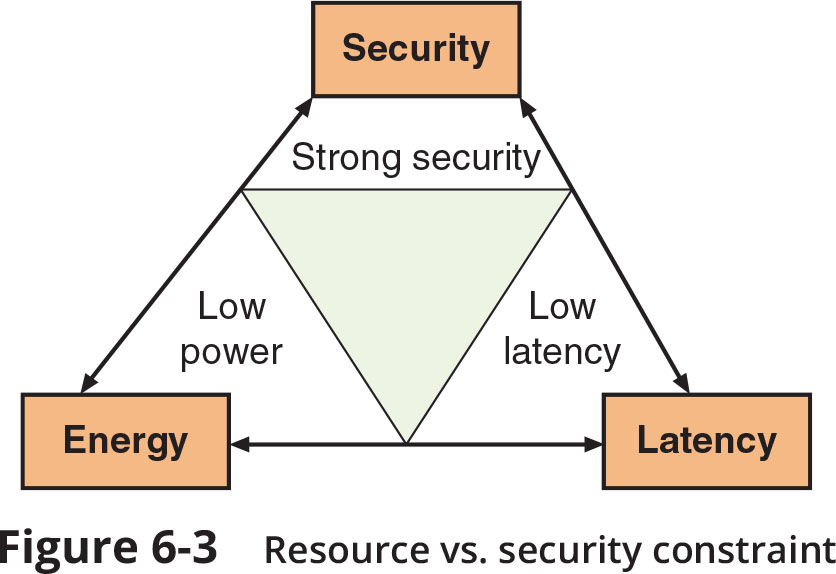 Security
Strong security
Low
power
Low
latency
Energy
Latency
Figure 6-3 Resource vs. security constraint